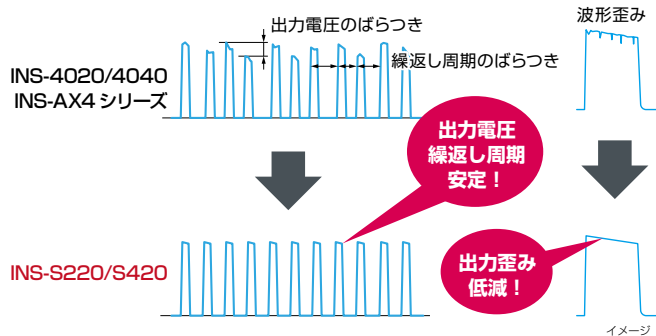 出力電圧のばらつき
波形歪み
繰返し周期のばらつき
INS-4020/4040
INS-AX4 シリーズ
出力電圧
繰返し周期
安定！
INS-S220/S420
出力歪み
低減！
イメージ